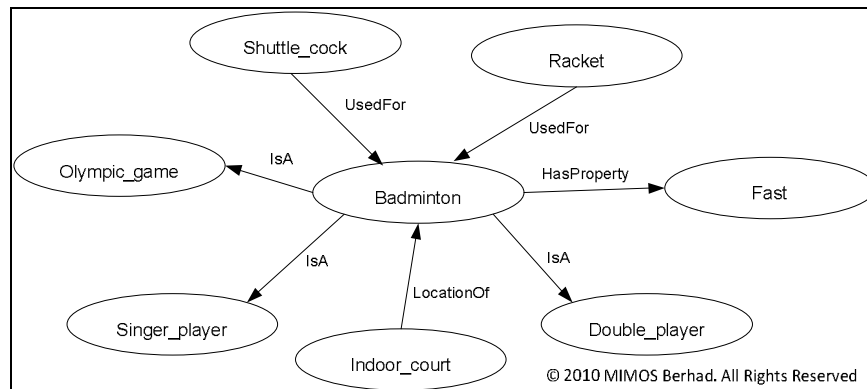 Shuttle_cock
Racket
UsedFor
UsedFor
IsA
Olympic_game
HasProperty
Badminton
Fast
IsA
IsA
LocationOf
Singer_player
Double_player
Indoor_court
© 2010 MIMOS Berhad. All Rights Reserved